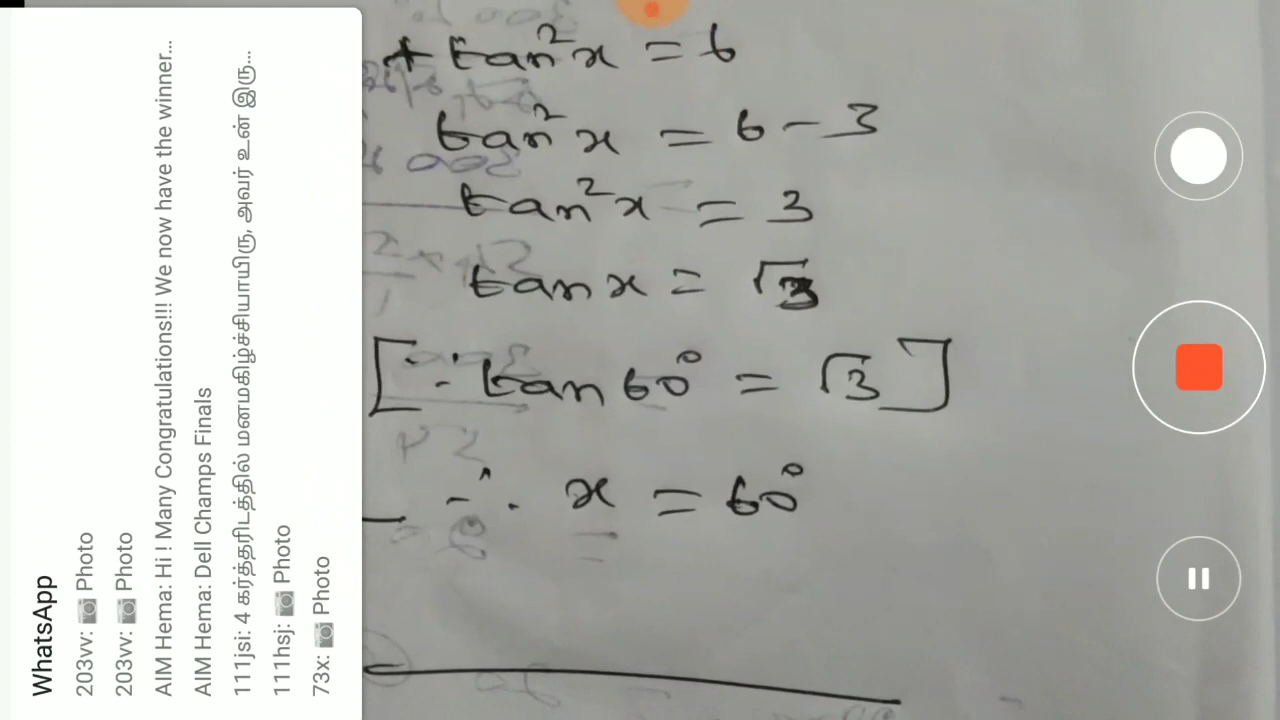 WhatsApp
203vv: 📷 Photo
203vv: 📷 Photo
AIM Hema: Hi ! Many Congratulations!!! We now have the winner...
AIM Hema: Dell Champs Finals
111jsi: 4 கர்த்தரிடத்தில் மனமகிழ்ச்சியாயிரு, அவர் உன் இரு...
111hsj: 📷 Photo
73x: 📷 Photo
+ tan²x = 6
tan²x = 6 - 3
tan²x = 3
tan x = √3
[∵ tan 60° = √3]
∴ x = 60°